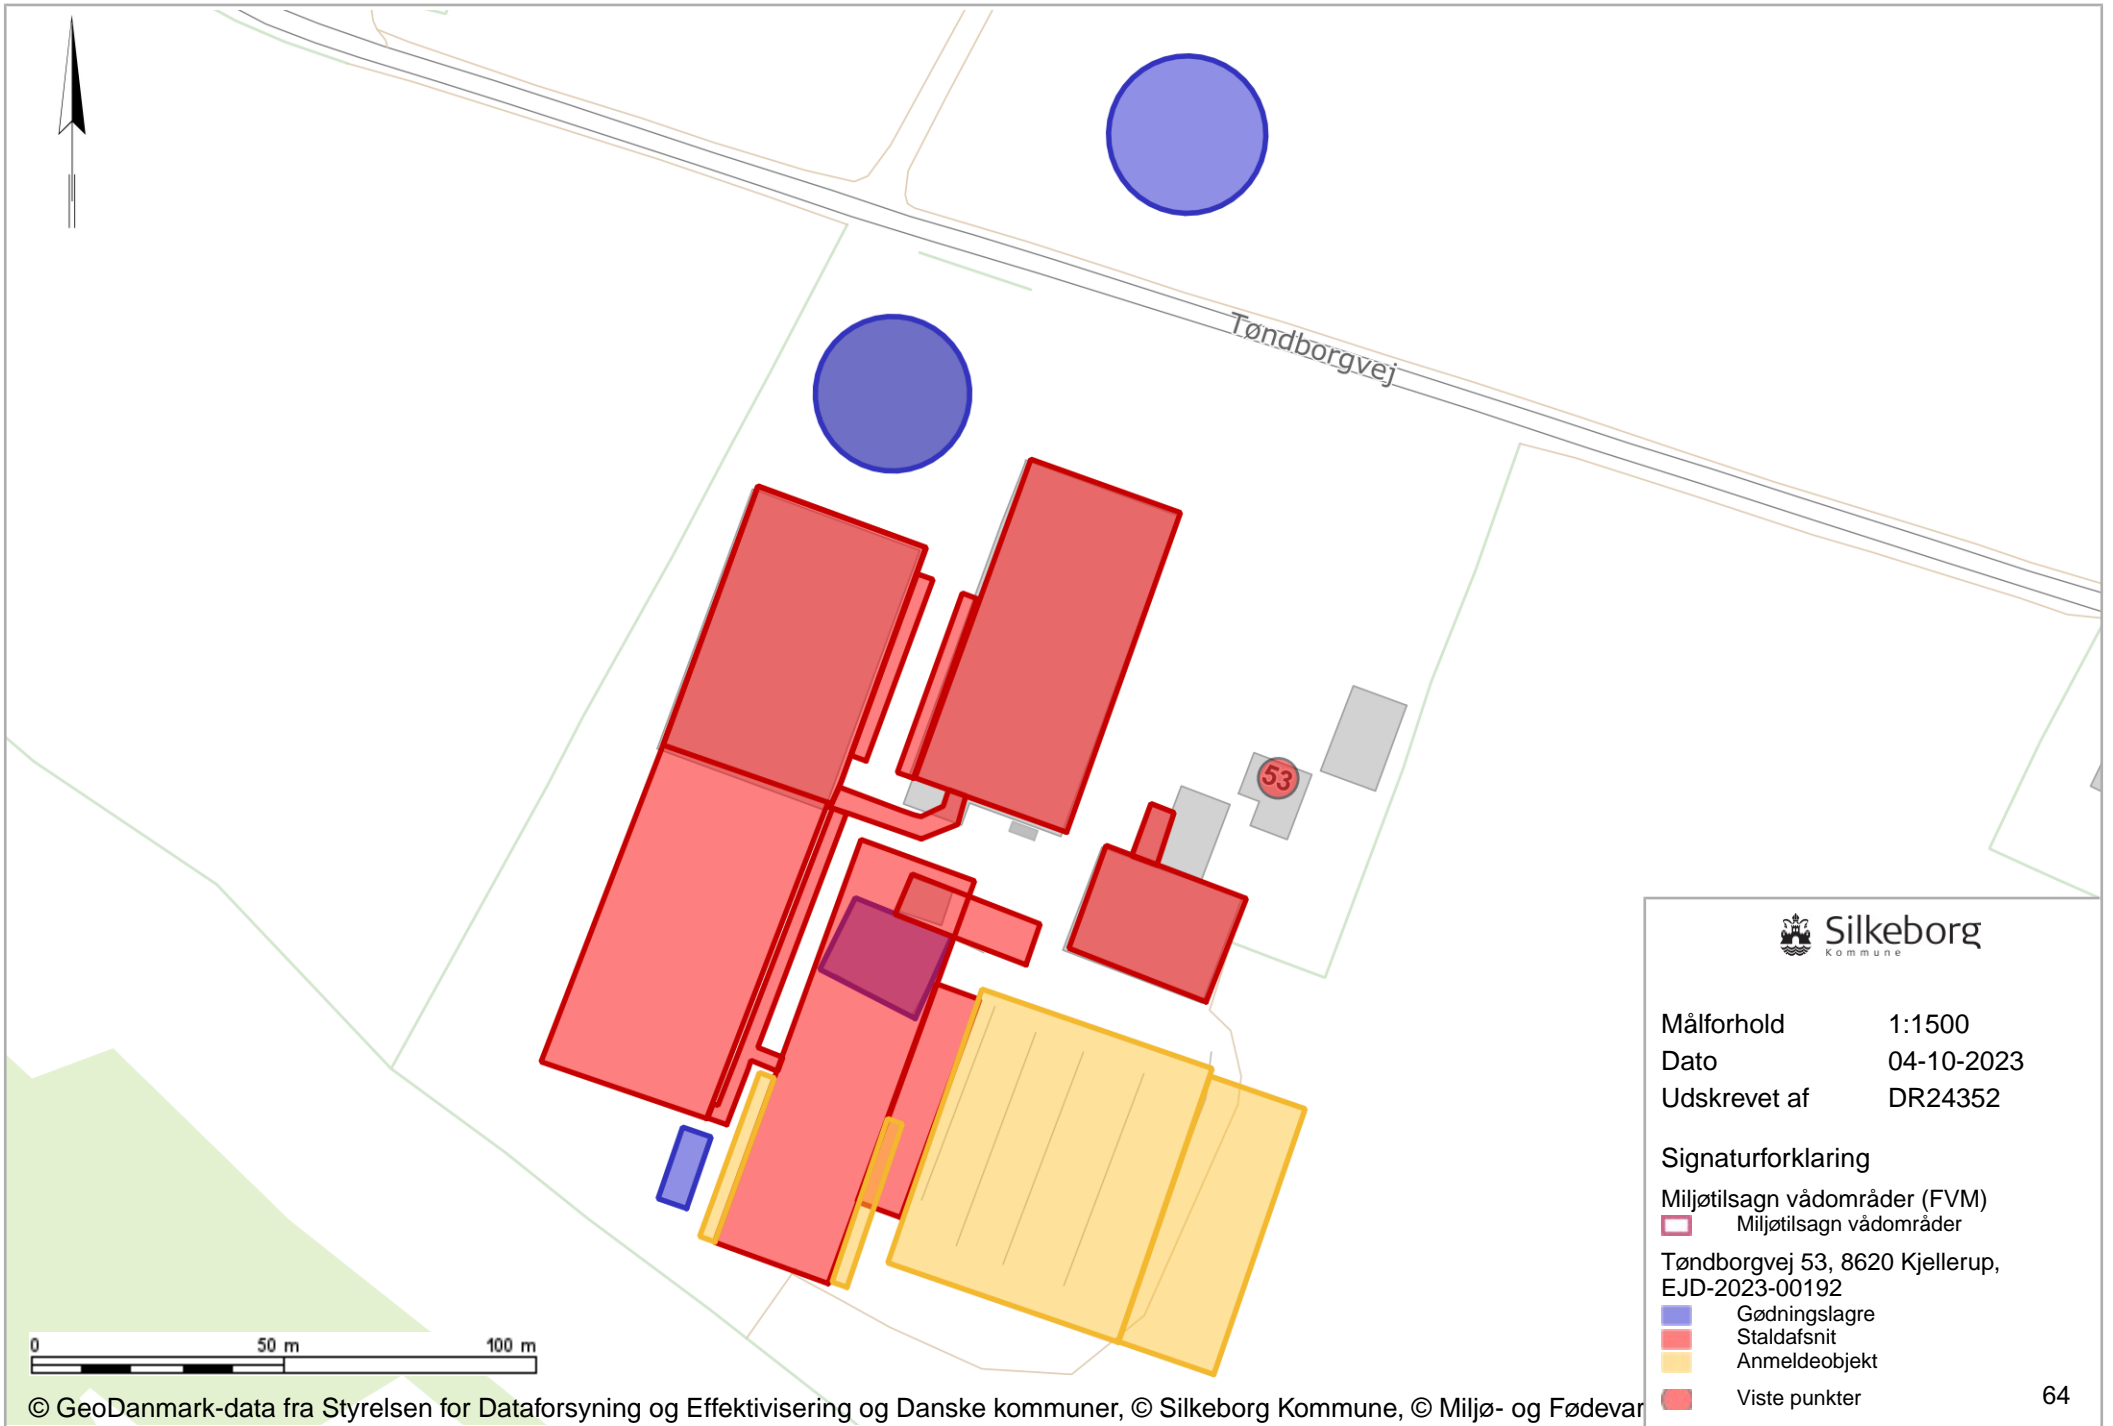 Tøndborgvej
53
Silkeborg
Kommune
Målforhold 1:1500
Dato 04-10-2023
Udskrevet af DR24352
Signaturforklaring
Miljøtilsagn vådområder (FVM)
Miljøtilsagn vådområder
Tøndborgvej 53, 8620 Kjellerup,
EJD-2023-00192
Gødningslagre
Staldafsnit
Anmeldeobjekt
Viste punkter
64
0 50 m 100 m
© GeoDanmark-data fra Styrelsen for Dataforsyning og Effektivisering og Danske kommuner, © Silkeborg Kommune, © Miljø- og Fødevar